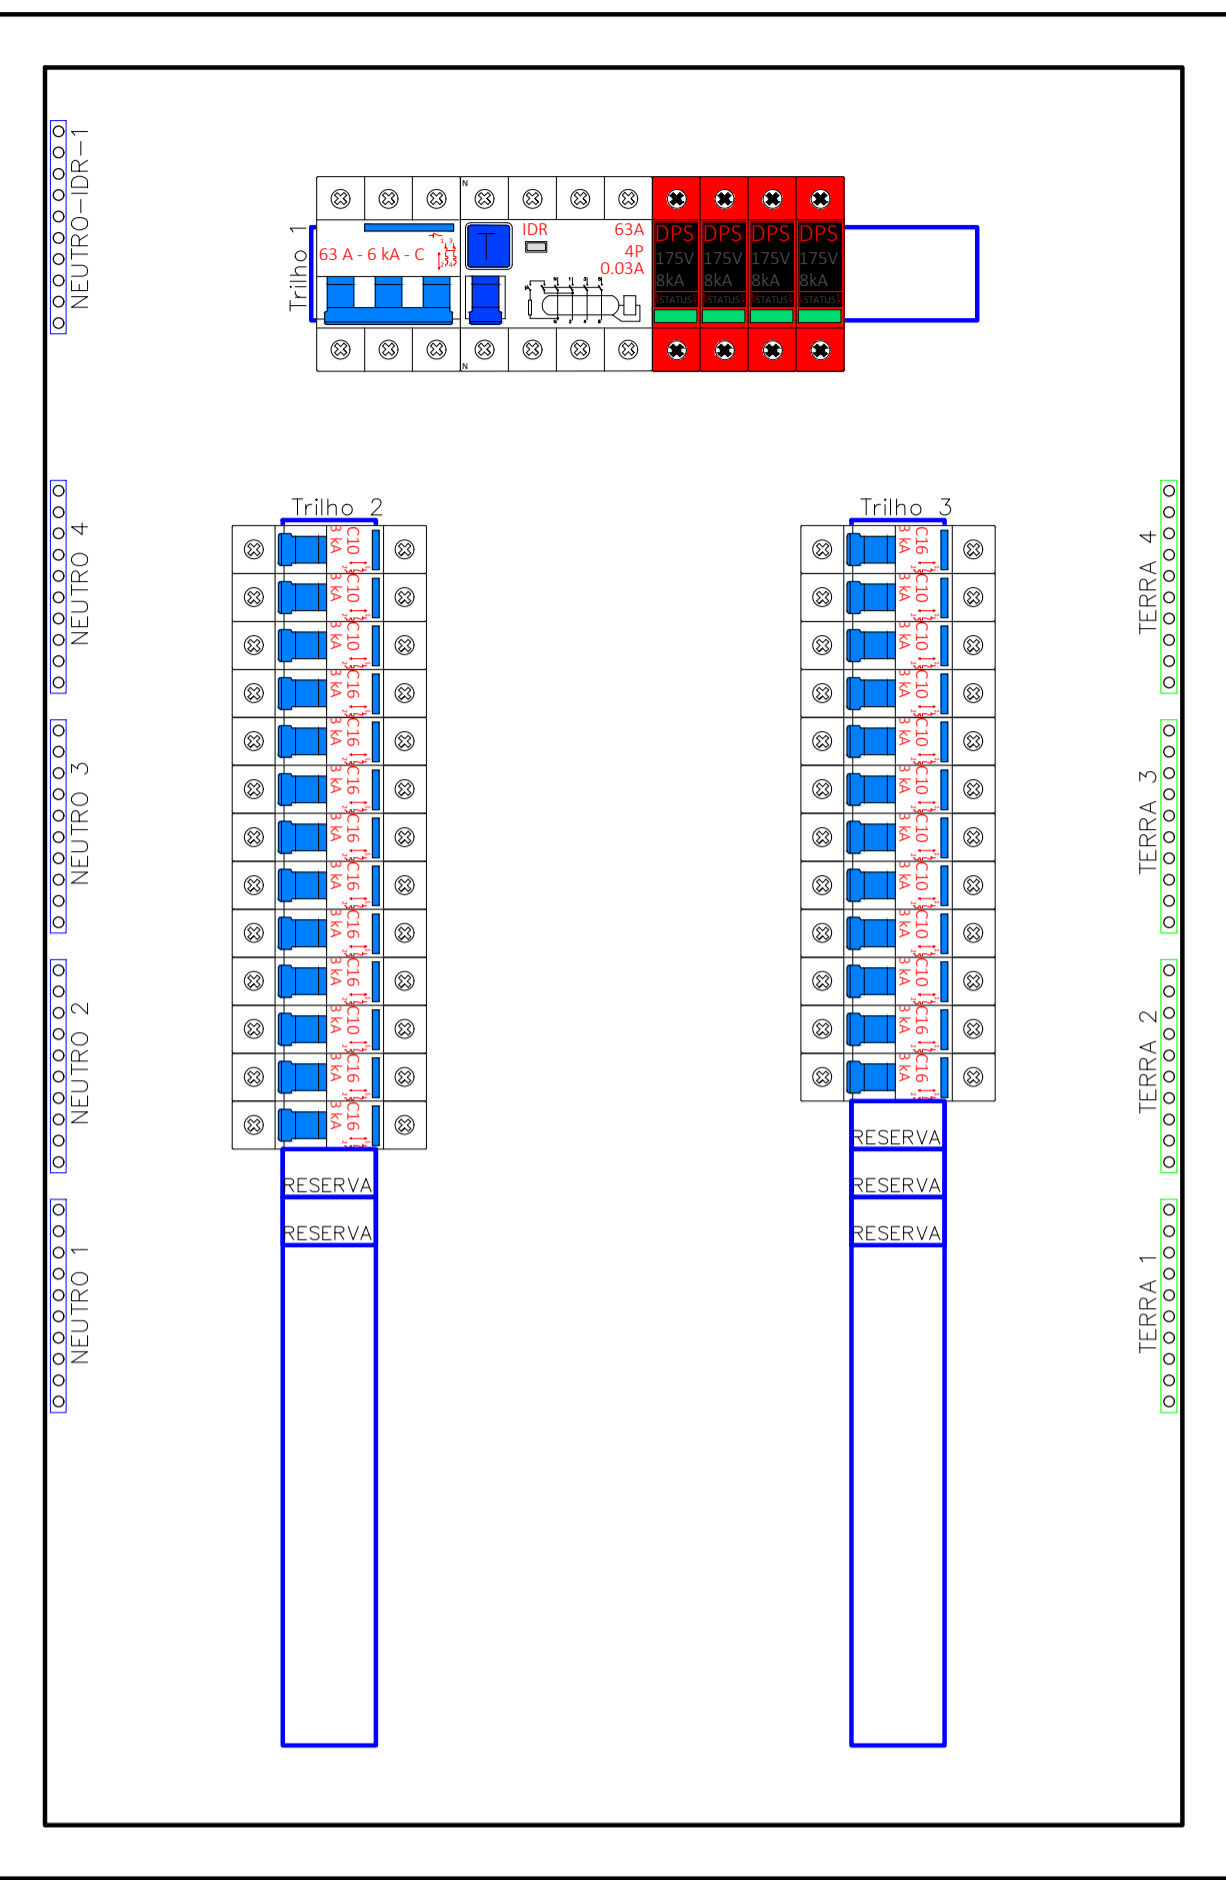 NEUTRO-IDR-1
Trilho 1
N
63 A - 6 kA - C
T
IDR
63A
4P
0.03A
N
DPS
175V
8kA
STATUS
DPS
175V
8kA
STATUS
DPS
175V
8kA
STATUS
DPS
175V
8kA
STATUS
NEUTRO 4
NEUTRO 3
NEUTRO 2
NEUTRO 1
Trilho 2
C10
3 kA
C10
3 kA
C10
3 kA
C16
3 kA
C16
3 kA
C16
3 kA
C16
3 kA
C16
3 kA
C16
3 kA
C16
3 kA
C10
3 kA
C16
3 kA
C16
3 kA
RESERVA
RESERVA
Trilho 3
C16
3 kA
C10
3 kA
C10
3 kA
C10
3 kA
C10
3 kA
C10
3 kA
C10
3 kA
C10
3 kA
C10
3 kA
C10
3 kA
C16
3 kA
C16
3 kA
RESERVA
RESERVA
RESERVA
TERRA 4
TERRA 3
TERRA 2
TERRA 1